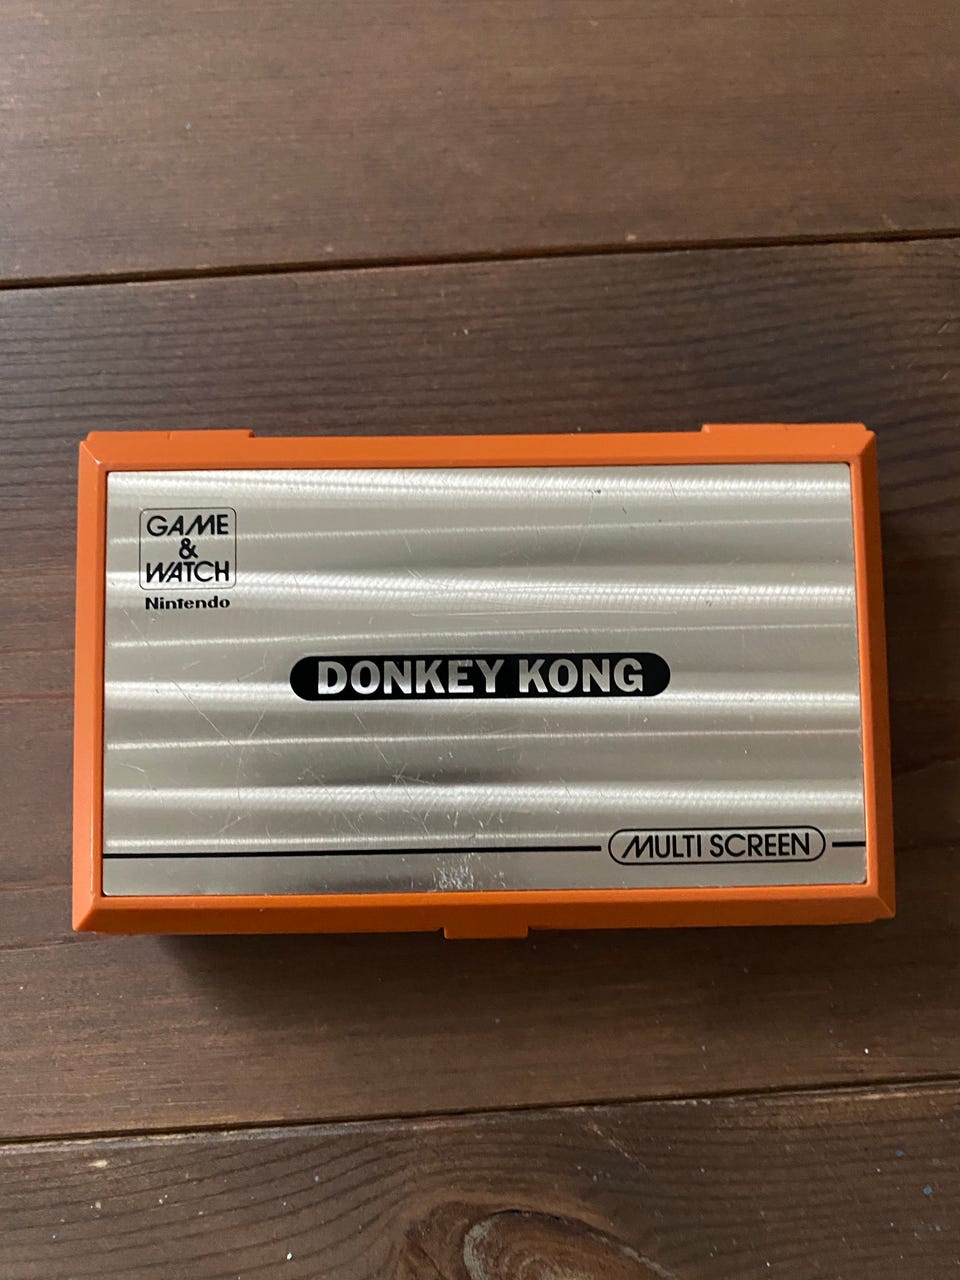 GAME
&
WATCH
Nintendo
DONKEY KONG
MULTI SCREEN